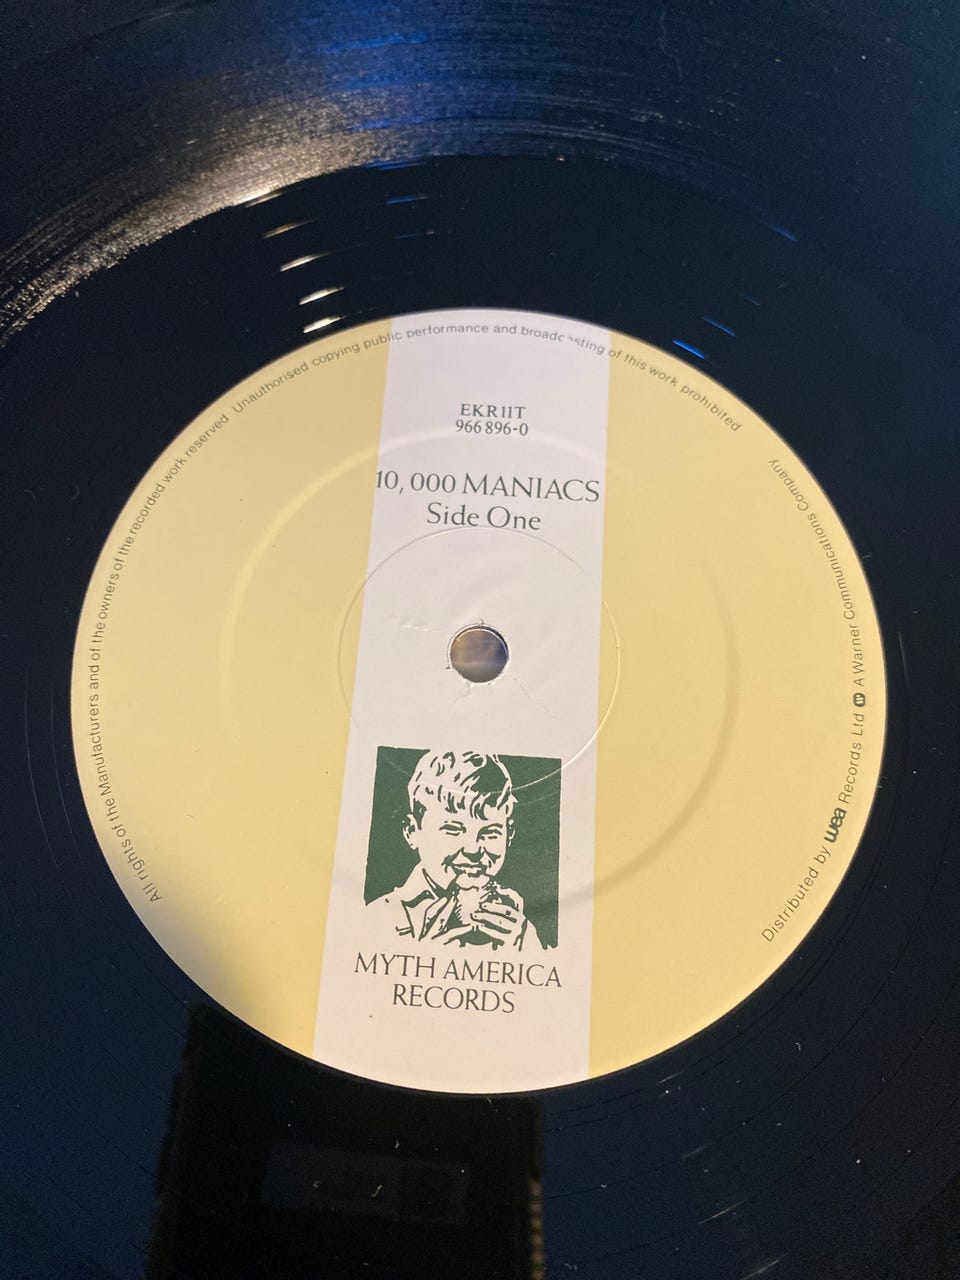 All rights of the Manufacturers and of the owners of the recorded work reserved Unauthorised copying public performance and broadcasting of this work prohibited
EKR11T
966 896-0
10,000 MANIACS
Side One
MYTH AMERICA
RECORDS
Distributed by wea Records Ltd w A Warner Communications Company